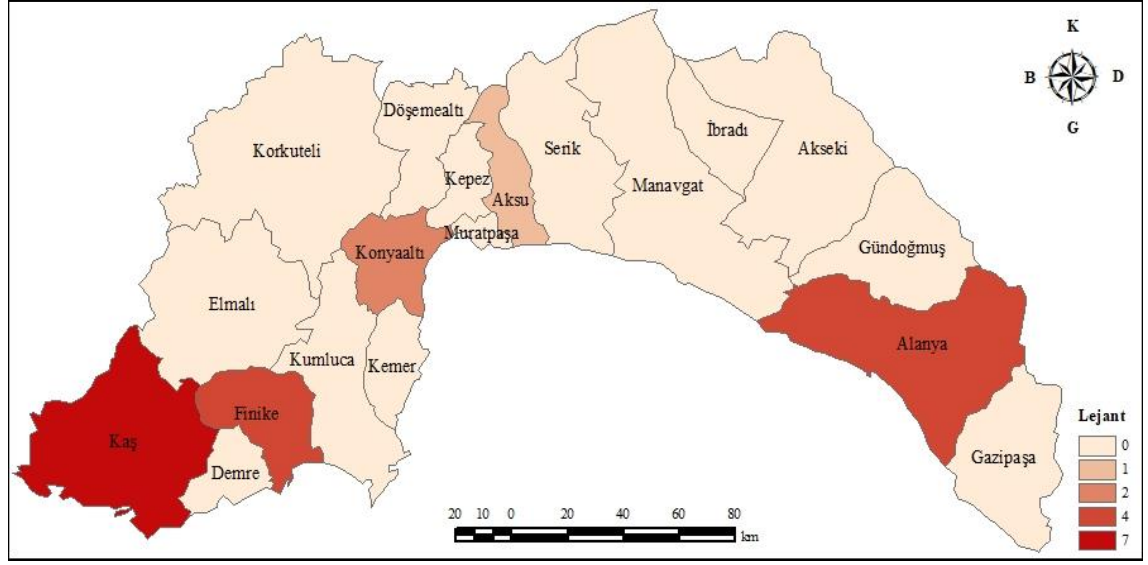 K
B
D
G
Döşemealtı
Korkuteli
Kepez
Aksu
Serik
Manavgat
İbradı
Akseki
Gündoğmuş
Muratpaşa
Konyaaltı
Elmalı
Kumluca
Kemer
Alanya
Kaş
Finike
Demre
Gazipaşa
Lejant
0
1
2
4
7
20 10 0 20 40 60 80
km